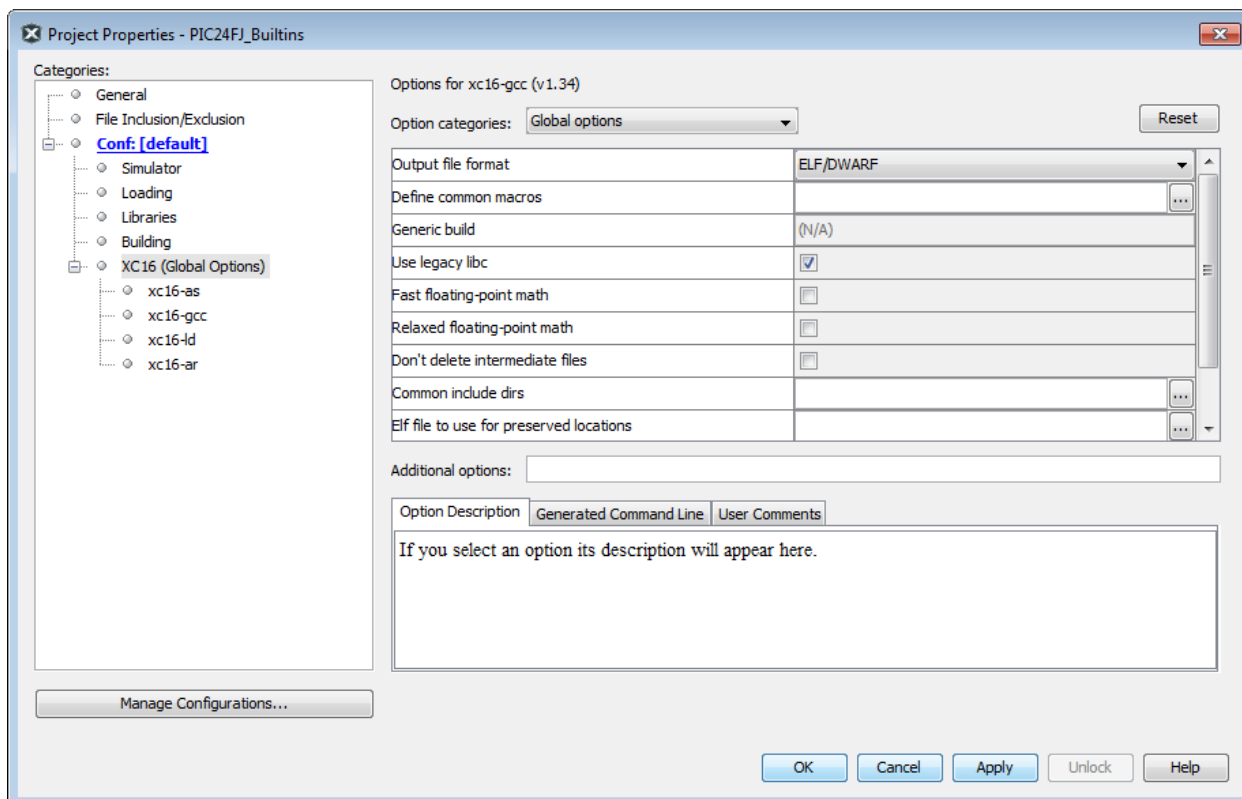 Project Properties - PIC24FJ_Builtins
Categories:
General
File Inclusion/Exclusion
Conf: [default]
Simulator
Loading
Libraries
Building
XC16 (Global Options)
xc16-as
xc16-gcc
xc16-ld
xc16-ar
Manage Configurations...
Options for xc16-gcc (v1.34)
Option categories: Global options Reset
Output file format ELF/DWARF
Define common macros ...
Generic build (N/A)
Use legacy libc
Fast floating-point math
Relaxed floating-point math
Don't delete intermediate files
Common include dirs ...
Elf file to use for preserved locations ...
Additional options:
Option Description Generated Command Line User Comments
If you select an option its description will appear here.
OK Cancel Apply Unlock Help